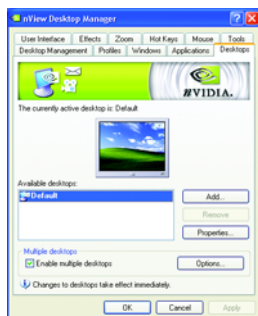 nView Desktop Manager
User Interface Effects Zoom Hot Keys Mouse Tools
Desktop Management Profiles Windows Applications Desktops
NVIDIA.
The currently active desktop is: Default
Available desktops:
Default
Add...
Remove
Properties...
Multiple desktops
Enable multiple desktops
Options...
Changes to desktops take effect immediately.
OK Cancel Apply